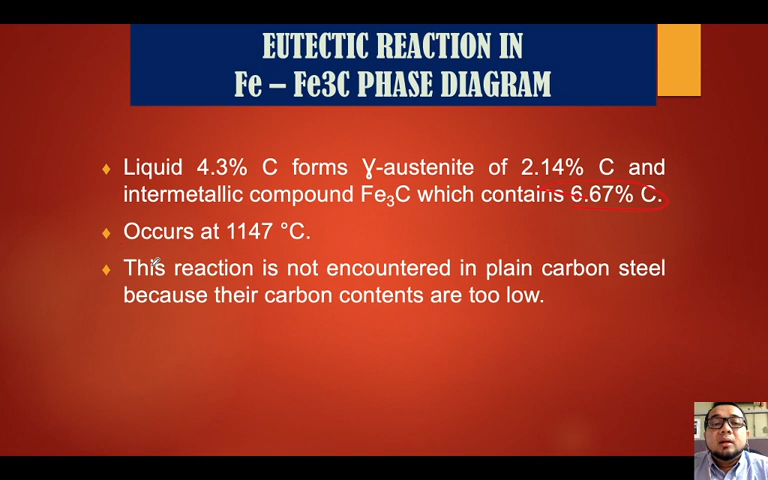 EUTECTIC REACTION IN
Fe – Fe3C PHASE DIAGRAM
♦ Liquid 4.3% C forms Ɣ-austenite of 2.14% C and
intermetallic compound Fe₃C which contains 6.67% C.
♦ Occurs at 1147 °C.
♦ This reaction is not encountered in plain carbon steel
because their carbon contents are too low.